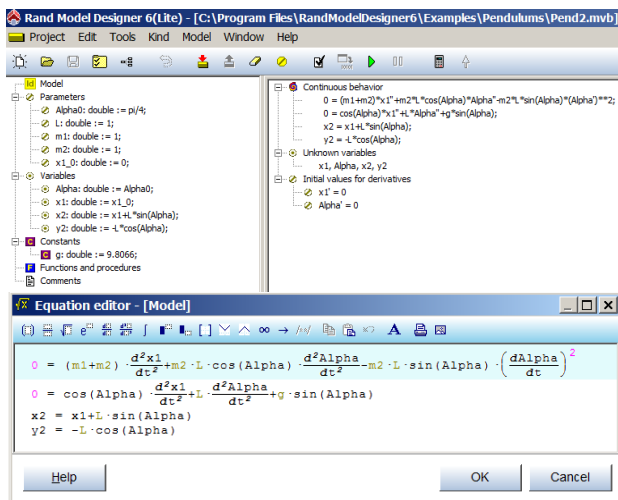 Rand Model Designer 6(Lite) - [C:\Program Files\RandModelDesigner6\Examples\Pendulums\Pend2.mvb]
Project Edit Tools Kind Model Window Help
Id Model
Parameters
Alpha0: double := pi/4;
L: double := 1;
m1: double := 1;
m2: double := 1;
x1_0: double := 0;
Variables
Alpha: double := Alpha0;
x1: double := x1_0;
x2: double := x1+L*sin(Alpha);
y2: double := -L*cos(Alpha);
C Constants
C g: double := 9.8066;
F Functions and procedures
Comments
Continuous behavior
0 = (m1+m2)*x1''+m2*L*cos(Alpha)*Alpha''-m2*L*sin(Alpha)*(Alpha')**2;
0 = cos(Alpha)*x1''+L*Alpha''+g*sin(Alpha);
x2 = x1+L*sin(Alpha);
y2 = -L*cos(Alpha);
Unknown variables
x1, Alpha, x2, y2
Initial values for derivatives
x1' = 0
Alpha' = 0
√x Equation editor - [Model]
0 = (m1+m2)·d²x1/dt²+m2·L·cos(Alpha)·d²Alpha/dt²-m2·L·sin(Alpha)·(dAlpha/dt)²
0 = cos(Alpha)·d²x1/dt²+L·d²Alpha/dt²+g·sin(Alpha)
x2 = x1+L·sin(Alpha)
y2 = -L·cos(Alpha)
Help OK Cancel